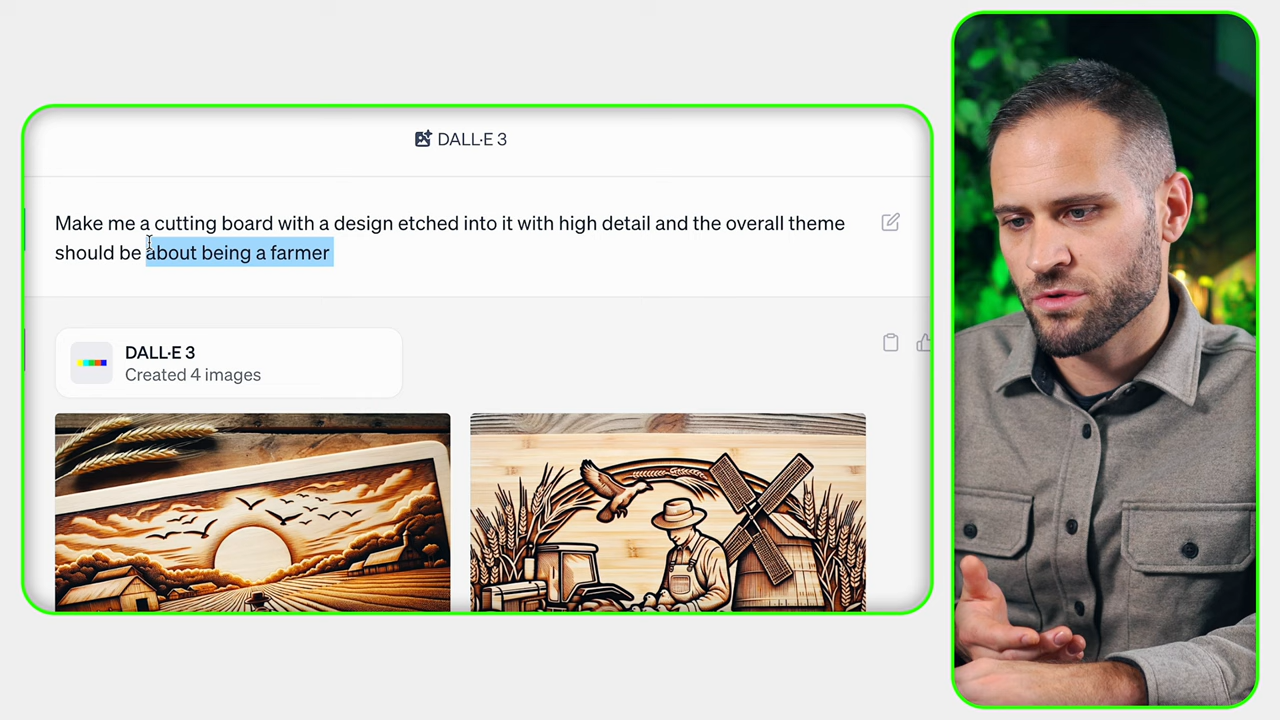 DALL·E 3
Make me a cutting board with a design etched into it with high detail and the overall theme
should be about being a farmer
DALL·E 3
Created 4 images